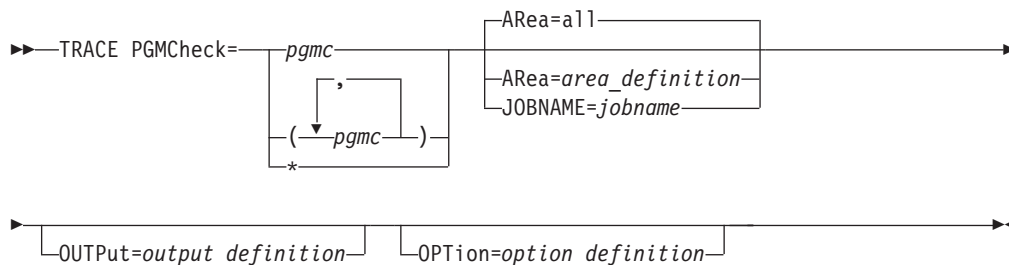 ARea=all
TRACE PGMCheck= pgmc
, ARea=area_definition
JOBNAME=jobname
( pgmc )
*
OUTPut=output definition OPTion=option definition